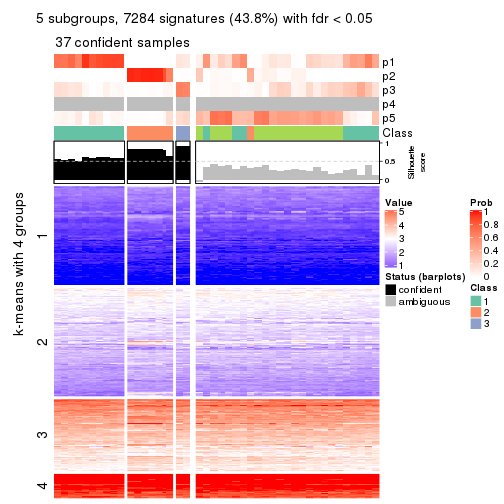 5 subgroups, 7284 signatures (43.8%) with fdr < 0.05
37 confident samples
p1
p2
p3
p4
p5
Class
1
0.5
0
Silhouette
score
k-means with 4 groups
1
2
3
4
Value
5
4
3
2
1
Status (barplots)
confident
ambiguous
Prob
1
0.8
0.6
0.4
0.2
0
Class
1
2
3